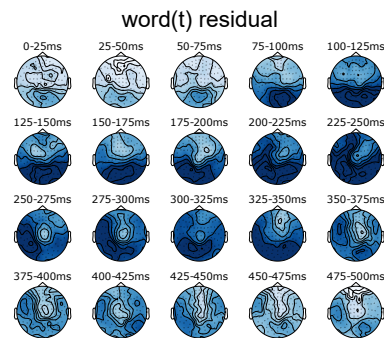 word(t) residual
0-25ms 25-50ms 50-75ms 75-100ms 100-125ms
125-150ms 150-175ms 175-200ms 200-225ms 225-250ms
250-275ms 275-300ms 300-325ms 325-350ms 350-375ms
375-400ms 400-425ms 425-450ms 450-475ms 475-500ms